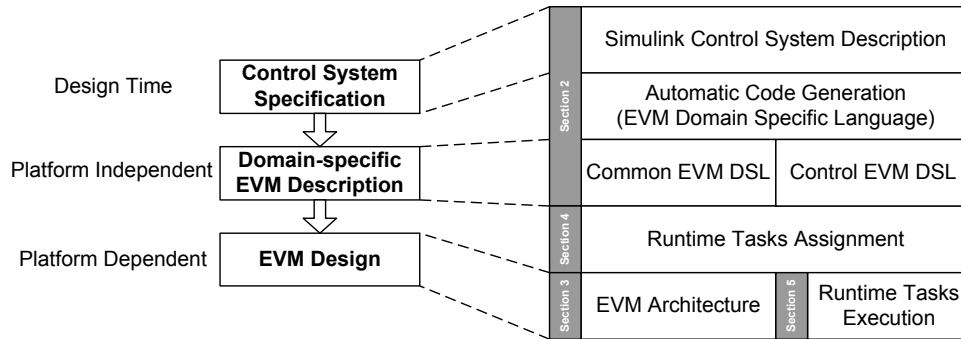 Design Time
Control System
Specification
Platform Independent
Domain-specific
EVM Description
Platform Dependent
EVM Design
Section 2
Simulink Control System Description
Automatic Code Generation
(EVM Domain Specific Language)
Common EVM DSL
Control EVM DSL
Section 4
Runtime Tasks Assignment
Section 3
EVM Architecture
Section 5
Runtime Tasks
Execution